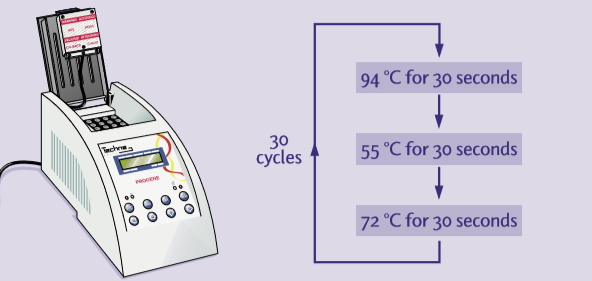 Techne
PROGENE
30
cycles
94 °C for 30 seconds
55 °C for 30 seconds
72 °C for 30 seconds